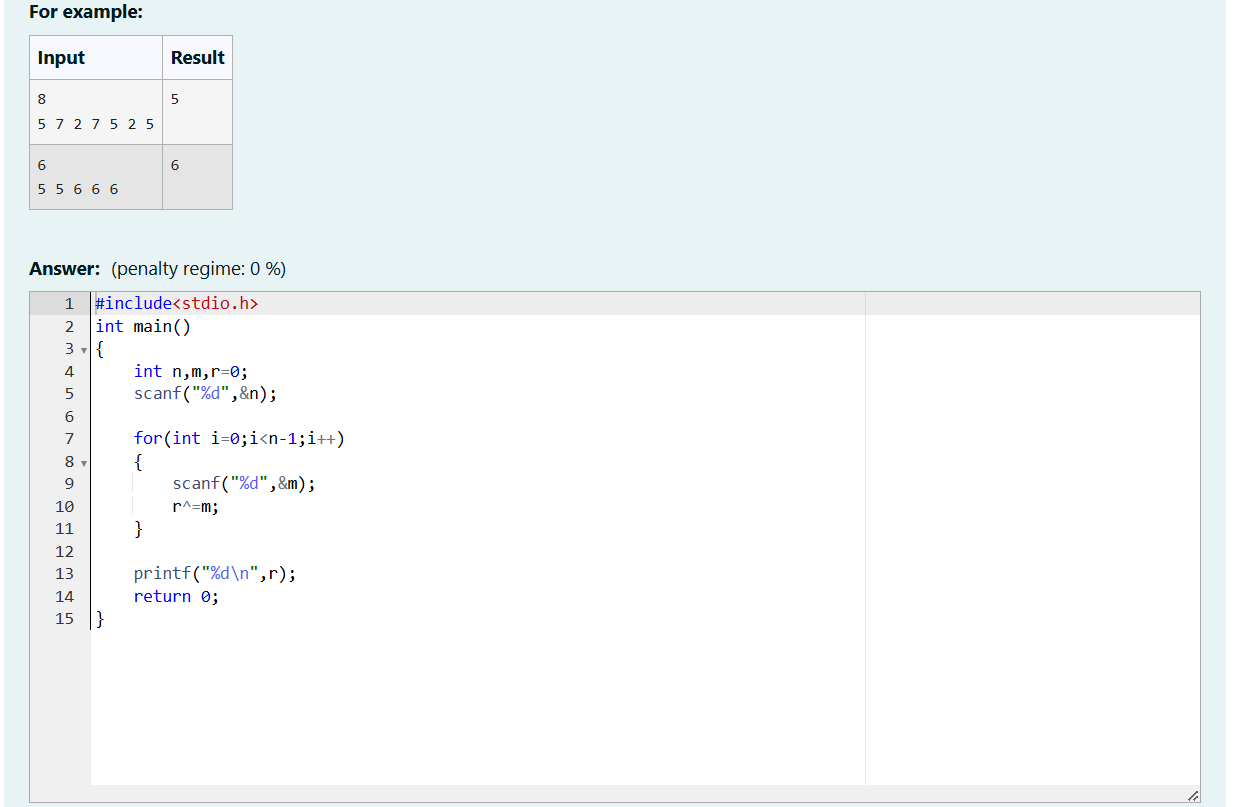 For example:
Input Result
8 5
5 7 2 7 5 2 5
6 6
5 5 6 6 6
Answer: (penalty regime: 0 %)
1 #include<stdio.h>
2 int main()
3 {
4     int n,m,r=0;
5     scanf("%d",&n);
6
7     for(int i=0;i<n-1;i++)
8     {
9         scanf("%d",&m);
10         r^=m;
11     }
12
13     printf("%d\n",r);
14     return 0;
15 }